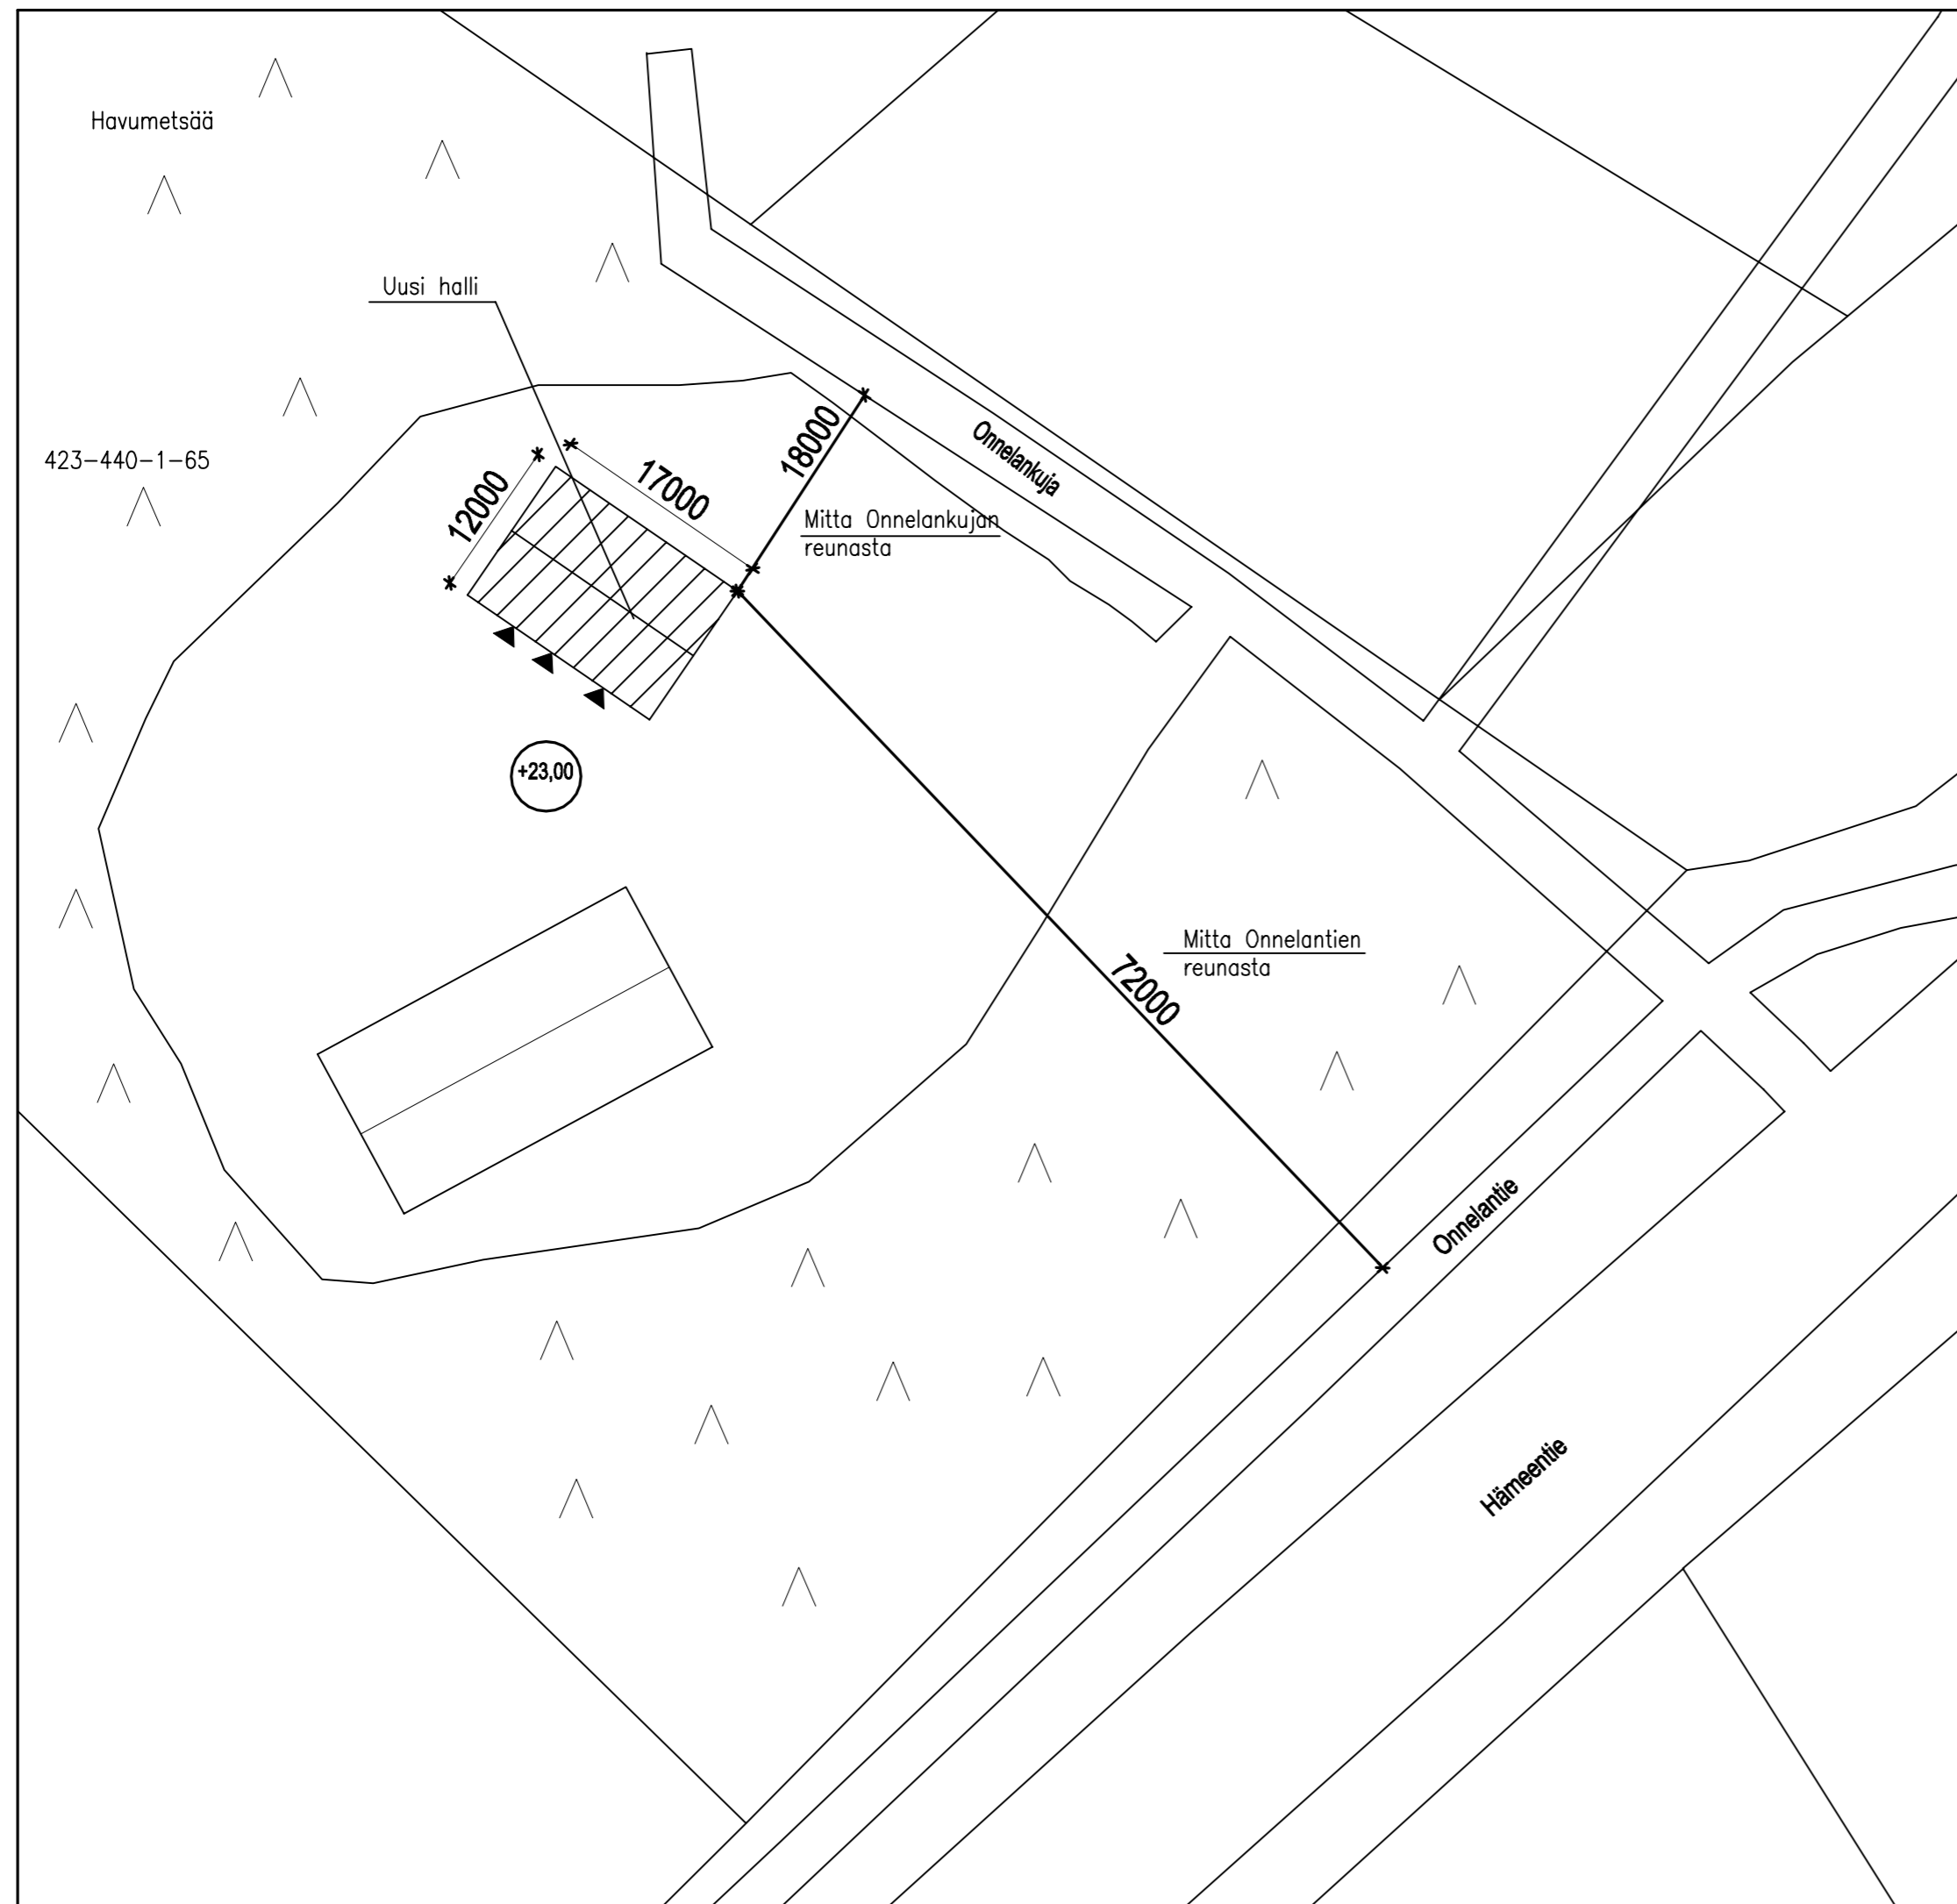 Havumetsää
Uusi halli
423-440-1-65
12000
17000
18000
Onnelankuja
Mitta Onnelankujan
reunasta
+23,00
Mitta Onnelantien
reunasta
72000
Onnelantie
Hämeentie